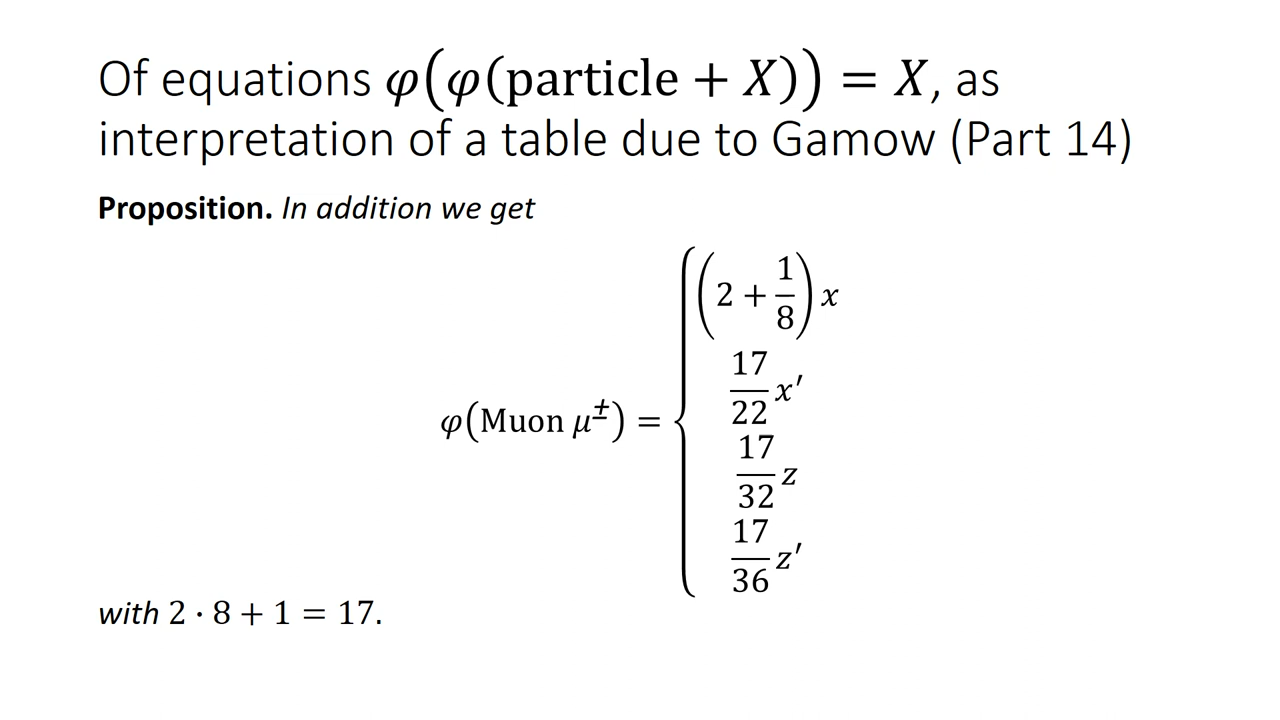 Of equations φ(φ(particle + X)) = X, as
interpretation of a table due to Gamow (Part 14)
Proposition. In addition we get
φ(Muon μ±) = {
(2 + 1/8) x
17/22 x′
17/32 z
17/36 z′
with 2 · 8 + 1 = 17.